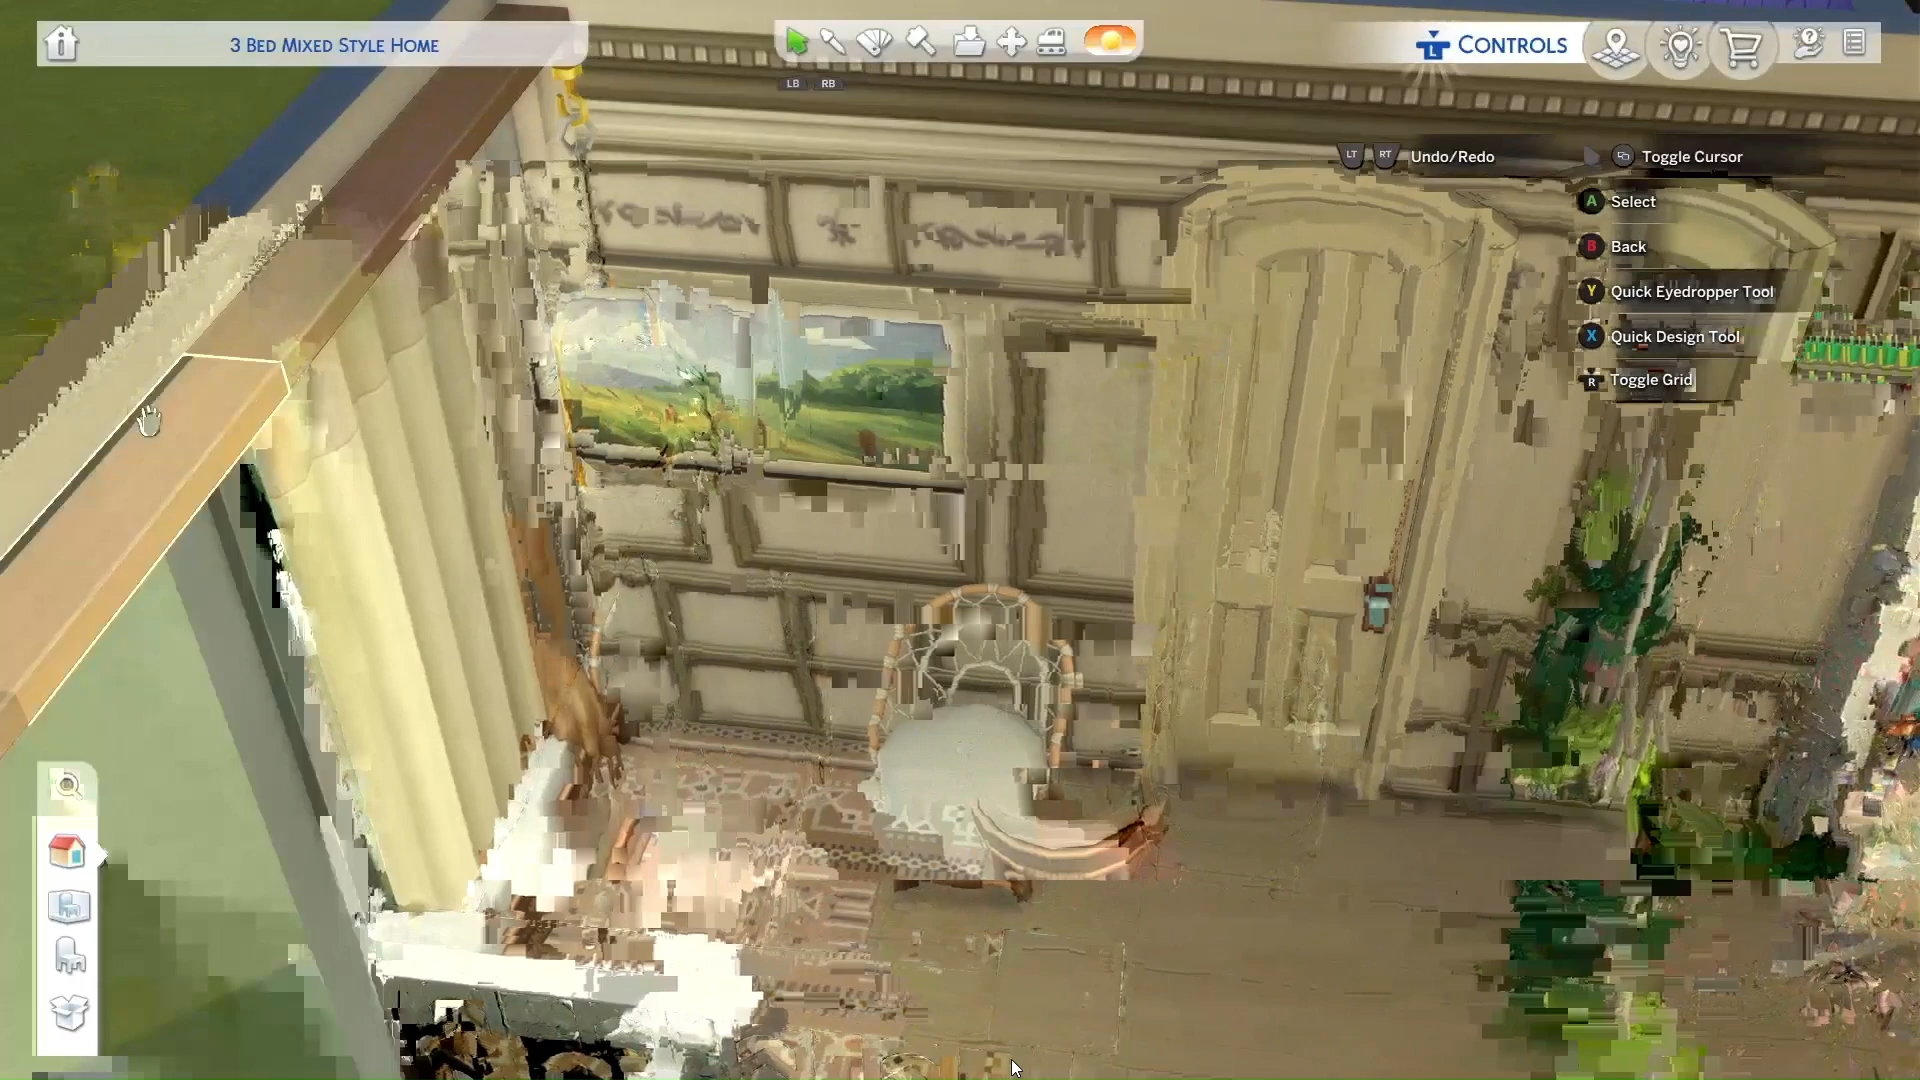 3 Bed Mixed Style Home
LB RB
L Controls
LT RT Undo/Redo
Toggle Cursor
A Select
B Back
Y Quick Eyedropper Tool
X Quick Design Tool
R Toggle Grid